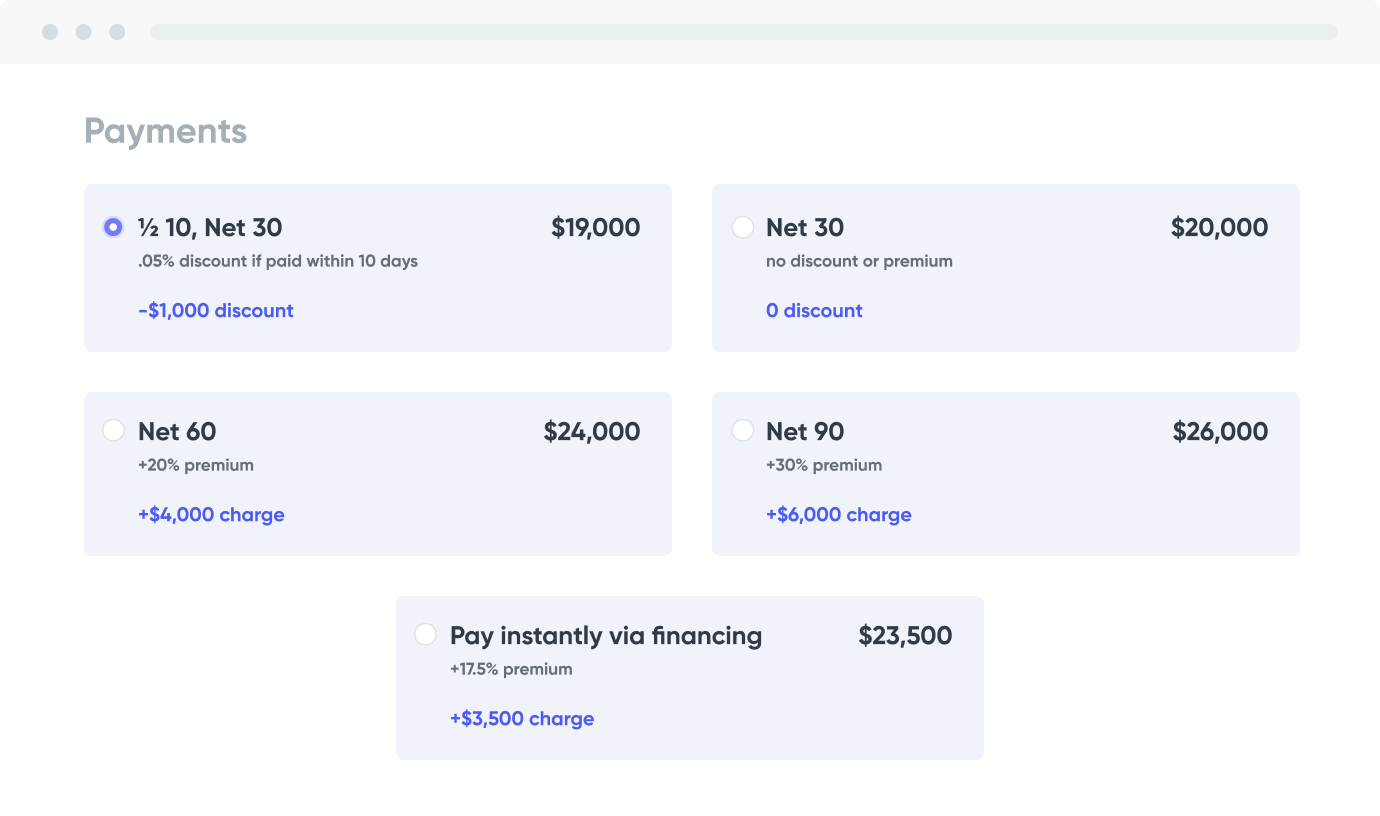 Payments
½ 10, Net 30 $19,000
.05% discount if paid within 10 days
-$1,000 discount
Net 30 $20,000
no discount or premium
0 discount
Net 60 $24,000
+20% premium
+$4,000 charge
Net 90 $26,000
+30% premium
+$6,000 charge
Pay instantly via financing $23,500
+17.5% premium
+$3,500 charge